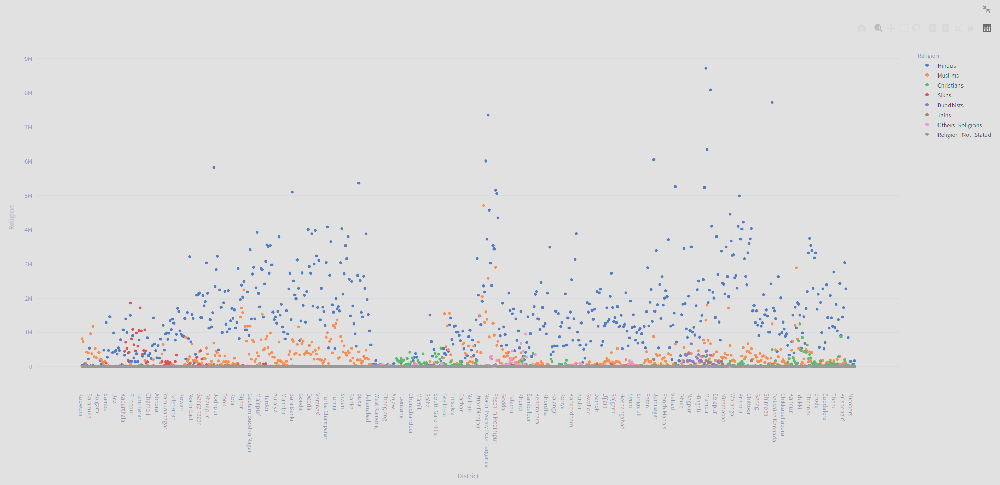 Religion
Hindus
Muslims
Christians
Sikhs
Buddhists
Jains
Others_Religions
Religion_Not_Stated
9M
8M
7M
6M
5M
4M
3M
2M
1M
0
Religion
Kupwara
Baramula
Kulgam
Samba
Una
Kapurthala
Firozpur
Tarn Taran
Chamoli
Almora
Yamunanagar
Fatehabad
Rewari
North East
Ganganagar
Dhaulpur
Jodhpur
Tonk
Kota
Bijnor
Gautam Buddha Nagar
Mainpuri
Hardoi
Auraiya
Mahoba
Bara Banki
Gonda
Deoria
Varanasi
Purba Champaran
Purnia
Siwan
Banka
Buxar
Jehanabad
West Kameng
Changlang
Anjaw
Tuensang
Churachandpur
Mamit
Saiha
South Garo Hills
Goalpara
Tinsukia
Cachar
Nalbari
Uttar Dinajpur
North Twenty Four Parganas
Paschim Medinipur
Godda
Palamu
Khunti
Sambalpur
Kendrapara
Khordha
Balangir
Koriya
Kabeerdham
Bastar
Gwalior
Damoh
Ujjain
Rajgarh
Hoshangabad
Seoni
Singrauli
Patan
Jamnagar
Panch Mahals
Valsad
Dhule
Nagpur
Hingoli
Mumbai
Solapur
Nizamabad
Warangal
Krishna
Chittoor
Gadag
Shimoga
Dakshina Kannada
Chikkaballapura
Kannur
Idukki
Chennai
Erode
Cuddalore
Theni
Krishnagiri
Nicobars
District